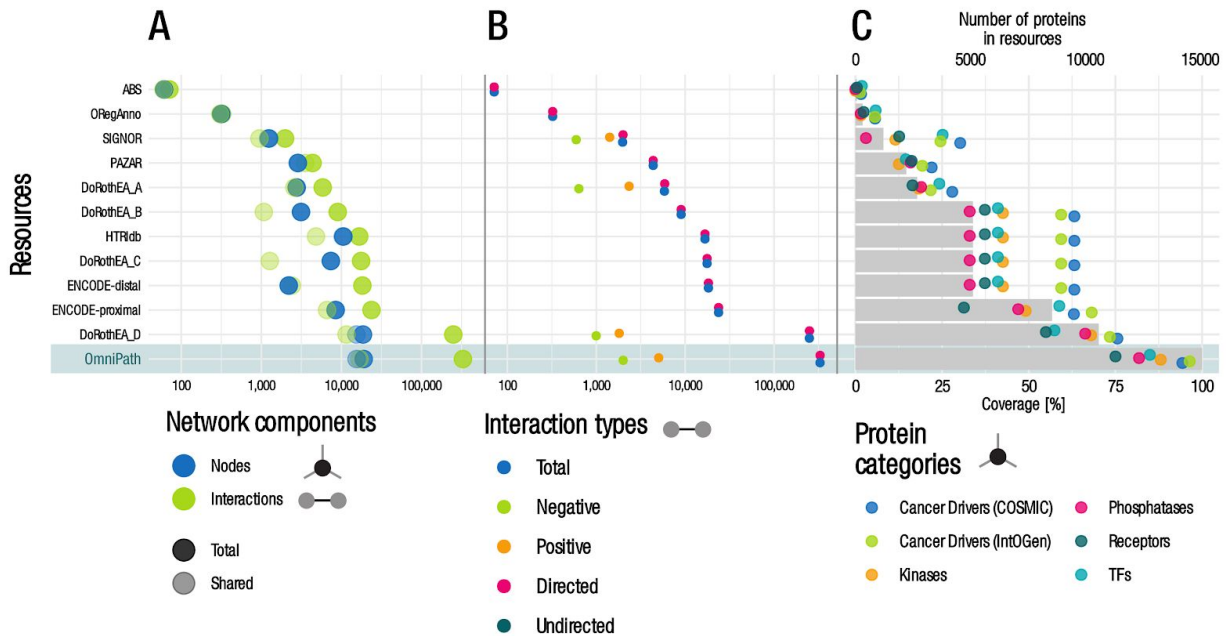 A
B
C
Number of proteins
in resources
0
5000
10000
15000
Resources
ABS
ORegAnno
SIGNOR
PAZAR
DoRothEA_A
DoRothEA_B
HTRIdb
DoRothEA_C
ENCODE-distal
ENCODE-proximal
DoRothEA_D
OmniPath
100
1,000
10,000
100,000
100
1,000
10,000
100,000
0
25
50
75
100
Coverage [%]
Network components
Nodes
Interactions
Total
Shared
Interaction types
Total
Negative
Positive
Directed
Undirected
Protein
categories
Cancer Drivers (COSMIC)
Cancer Drivers (IntOGen)
Kinases
Phosphatases
Receptors
TFs